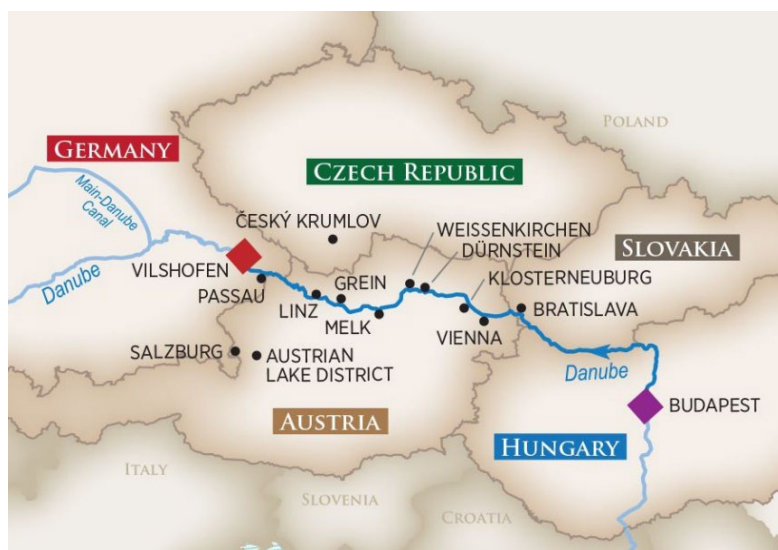 POLAND
GERMANY
CZECH REPUBLIC
Main-Danube
Canal
ČESKÝ KRUMLOV
WEISSENKIRCHEN
DÜRNSTEIN
SLOVAKIA
VILSHOFEN
Danube
PASSAU
GREIN
KLOSTERNEUBURG
LINZ
MELK
BRATISLAVA
VIENNA
SALZBURG
AUSTRIAN
LAKE DISTRICT
Danube
BUDAPEST
AUSTRIA
HUNGARY
ITALY
SLOVENIA
CROATIA